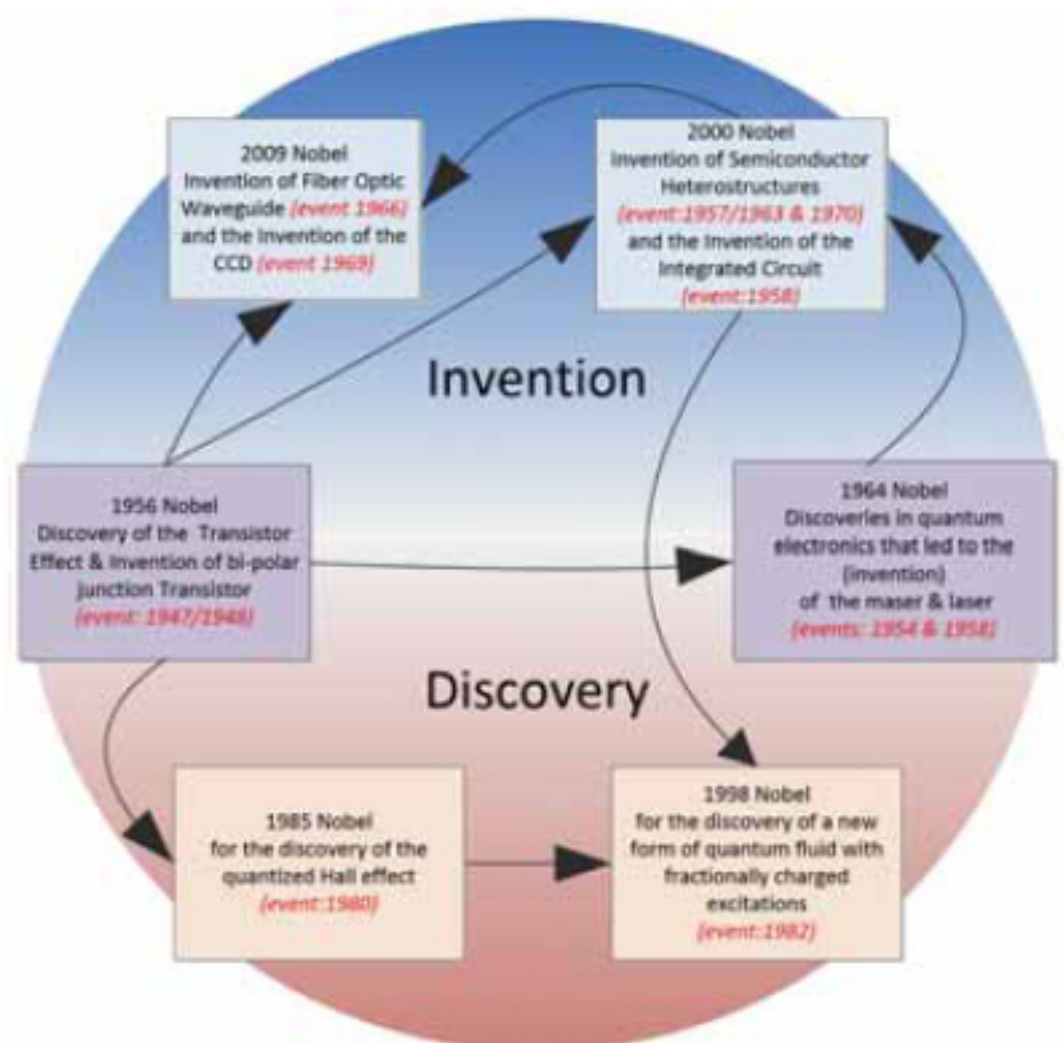 2009 Nobel
Invention of Fiber Optic
Waveguide (event 1966)
and the Invention of the
CCD (event 1969)
2000 Nobel
Invention of Semiconductor
Heterostructures
(event:1957/1963 & 1970)
and the Invention of the
Integrated Circuit
(event:1958)
Invention
1956 Nobel
Discovery of the Transistor
Effect & Invention of bi-polar
junction Transistor
(event: 1947/1948)
1964 Nobel
Discoveries in quantum
electronics that led to the
(invention)
of the maser & laser
(events: 1954 & 1958)
Discovery
1985 Nobel
for the discovery of the
quantized Hall effect
(event:1980)
1998 Nobel
for the discovery of a new
form of quantum fluid with
fractionally charged
excitations
(event:1982)